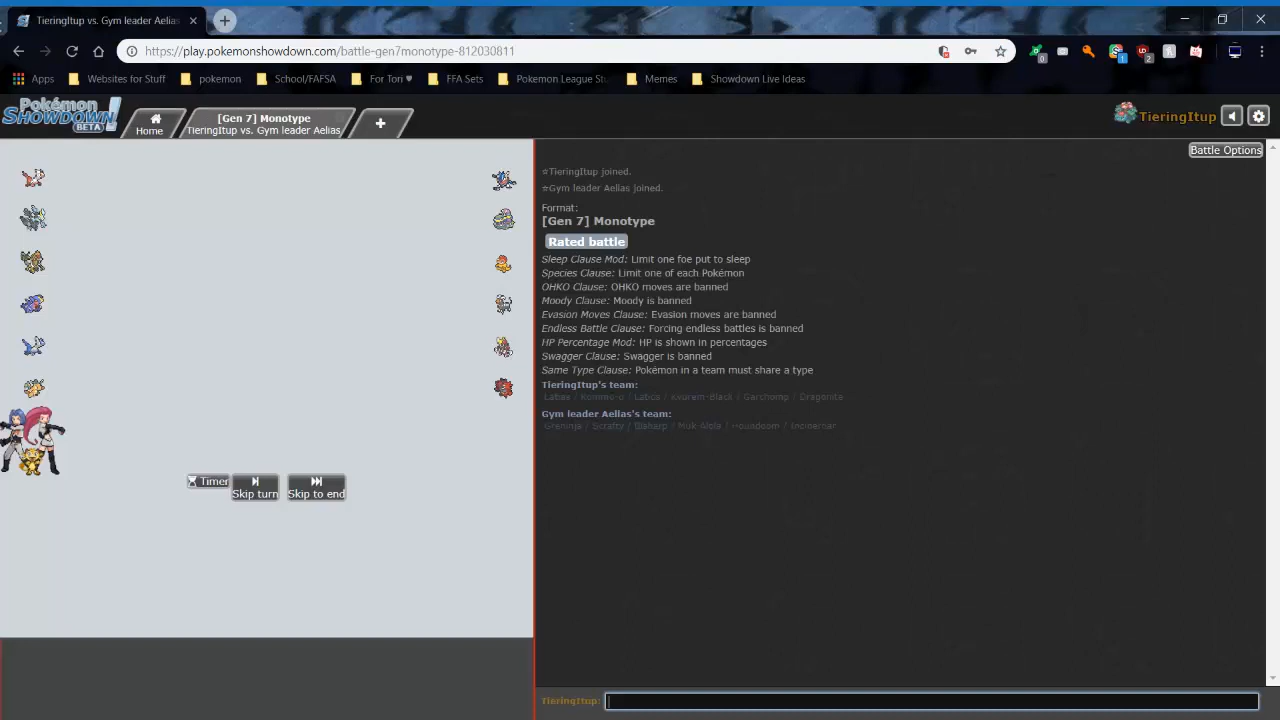 TieringItup vs. Gym leader Aelias
https://play.pokemonshowdown.com/battle-gen7monotype-812030811
0
1
2
Apps
Websites for Stuff
pokemon
School/FAFSA
For Tori ♥
FFA Sets
Pokemon League Stu
Memes
Showdown Live Ideas
Pokémon
SHOWDOWN!
BETA
Home
[Gen 7] Monotype
TieringItup vs. Gym leader Aelias
TieringItup
Battle Options
☆TieringItup joined.
☆Gym leader Aelias joined.
Format:
[Gen 7] Monotype
Rated battle
Sleep Clause Mod: Limit one foe put to sleep
Species Clause: Limit one of each Pokémon
OHKO Clause: OHKO moves are banned
Moody Clause: Moody is banned
Evasion Moves Clause: Evasion moves are banned
Endless Battle Clause: Forcing endless battles is banned
HP Percentage Mod: HP is shown in percentages
Swagger Clause: Swagger is banned
Same Type Clause: Pokémon in a team must share a type
TieringItup's team:
Latias / Kommo-o / Latios / Kyurem-Black / Garchomp / Dragonite
Gym leader Aelias's team:
Greninja / Scrafty / Bisharp / Muk-Alola / Houndoom / Incineroar
Timer
Skip turn
Skip to end
TieringItup: